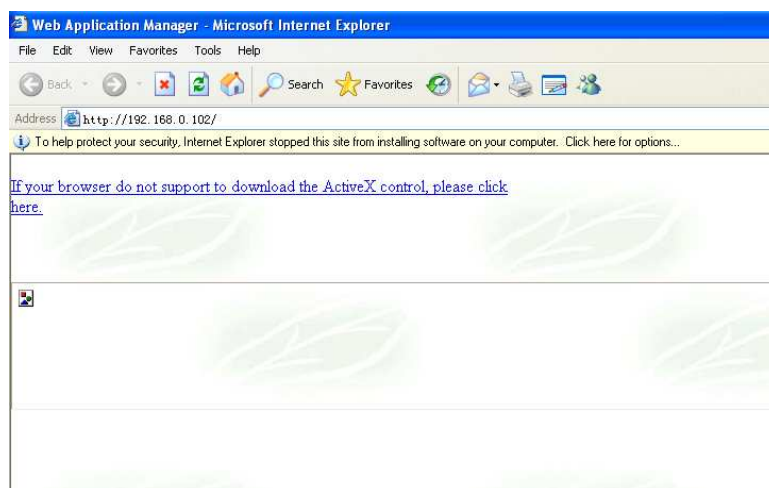 Web Application Manager - Microsoft Internet Explorer
File Edit View Favorites Tools Help
Back Search Favorites
Address http://192.168.0.102/
To help protect your security, Internet Explorer stopped this site from installing software on your computer. Click here for options...
If your browser do not support to download the ActiveX control, please click
here.